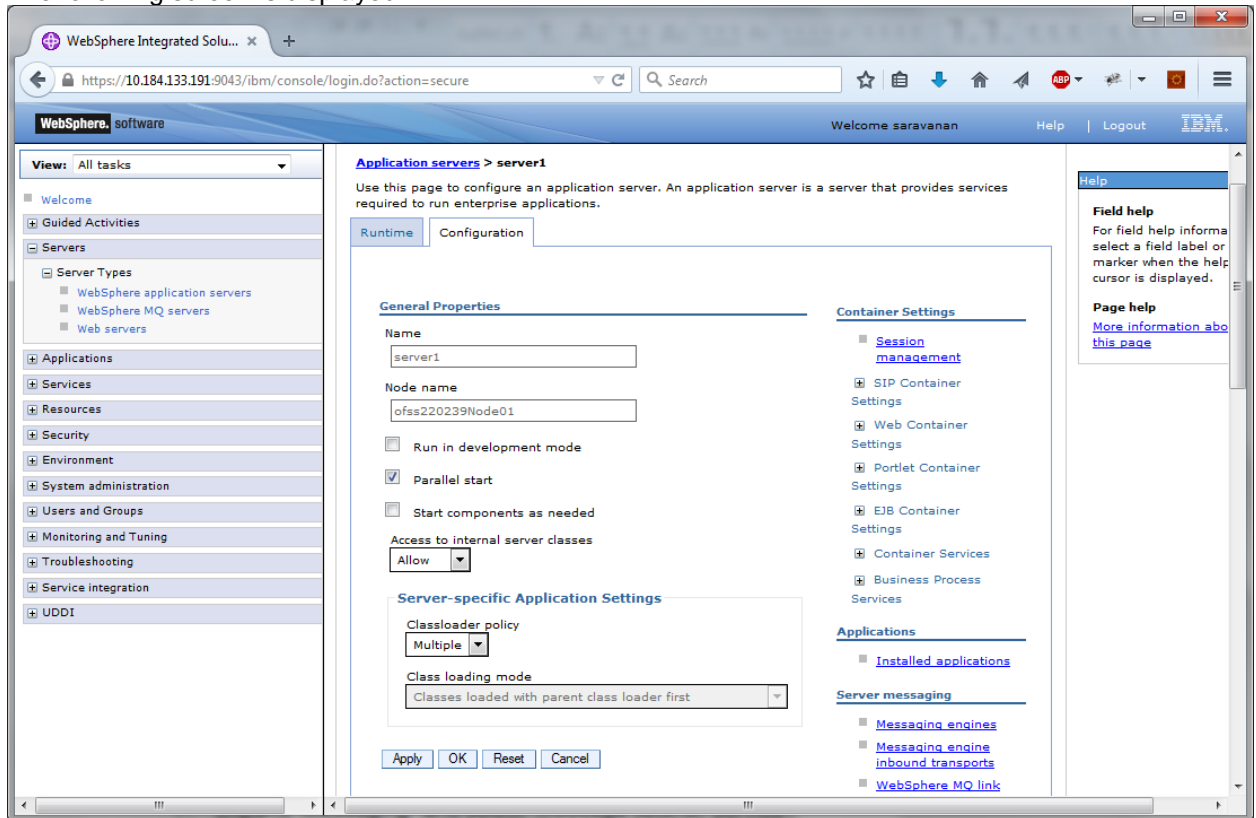 WebSphere Integrated Solu... × +
https://10.184.133.191:9043/ibm/console/login.do?action=secure
Search
ABP
WebSphere. software
Welcome saravanan
Help | Logout
IBM.
View: All tasks
Welcome
Guided Activities
Servers
Server Types
WebSphere application servers
WebSphere MQ servers
Web servers
Applications
Services
Resources
Security
Environment
System administration
Users and Groups
Monitoring and Tuning
Troubleshooting
Service integration
UDDI
Application servers > server1
Use this page to configure an application server. An application server is a server that provides services
required to run enterprise applications.
Runtime Configuration
General Properties
Name
server1
Node name
ofss220239Node01
Run in development mode
Parallel start
Start components as needed
Access to internal server classes
Allow
Server-specific Application Settings
Classloader policy
Multiple
Class loading mode
Classes loaded with parent class loader first
Apply OK Reset Cancel
Container Settings
Session
management
SIP Container
Settings
Web Container
Settings
Portlet Container
Settings
EJB Container
Settings
Container Services
Business Process
Services
Applications
Installed applications
Server messaging
Messaging engines
Messaging engine
inbound transports
WebSphere MQ link
Help
Field help
For field help informa
select a field label or
marker when the help
cursor is displayed.
Page help
More information abo
this page